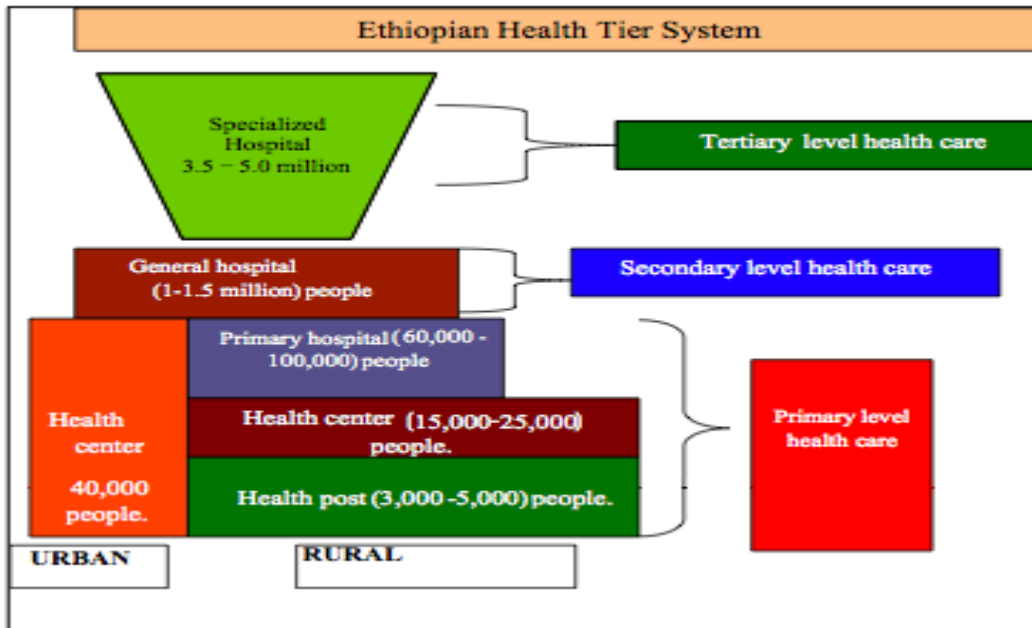 Ethiopian Health Tier System
Specialized
Hospital
3.5 – 5.0 million
Tertiary level health care
General hospital
(1-1.5 million) people
Secondary level health care
Primary hospital (60,000 -
100,000) people
Health center (15,000-25,000)
people.
Health post (3,000 -5,000) people.
Health
center
40,000
people.
Primary level
health care
URBAN
RURAL